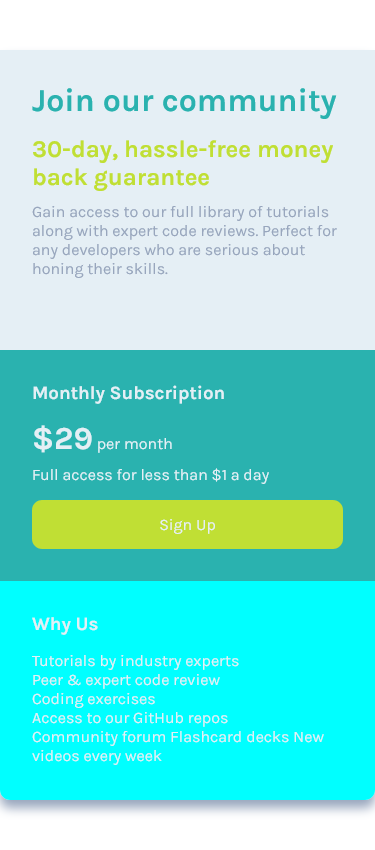 Join our community
30-day, hassle-free money
back guarantee
Gain access to our full library of tutorials
along with expert code reviews. Perfect for
any developers who are serious about
honing their skills.
Monthly Subscription
$29 per month
Full access for less than $1 a day
Sign Up
Why Us
Tutorials by industry experts
Peer & expert code review
Coding exercises
Access to our GitHub repos
Community forum Flashcard decks New
videos every week